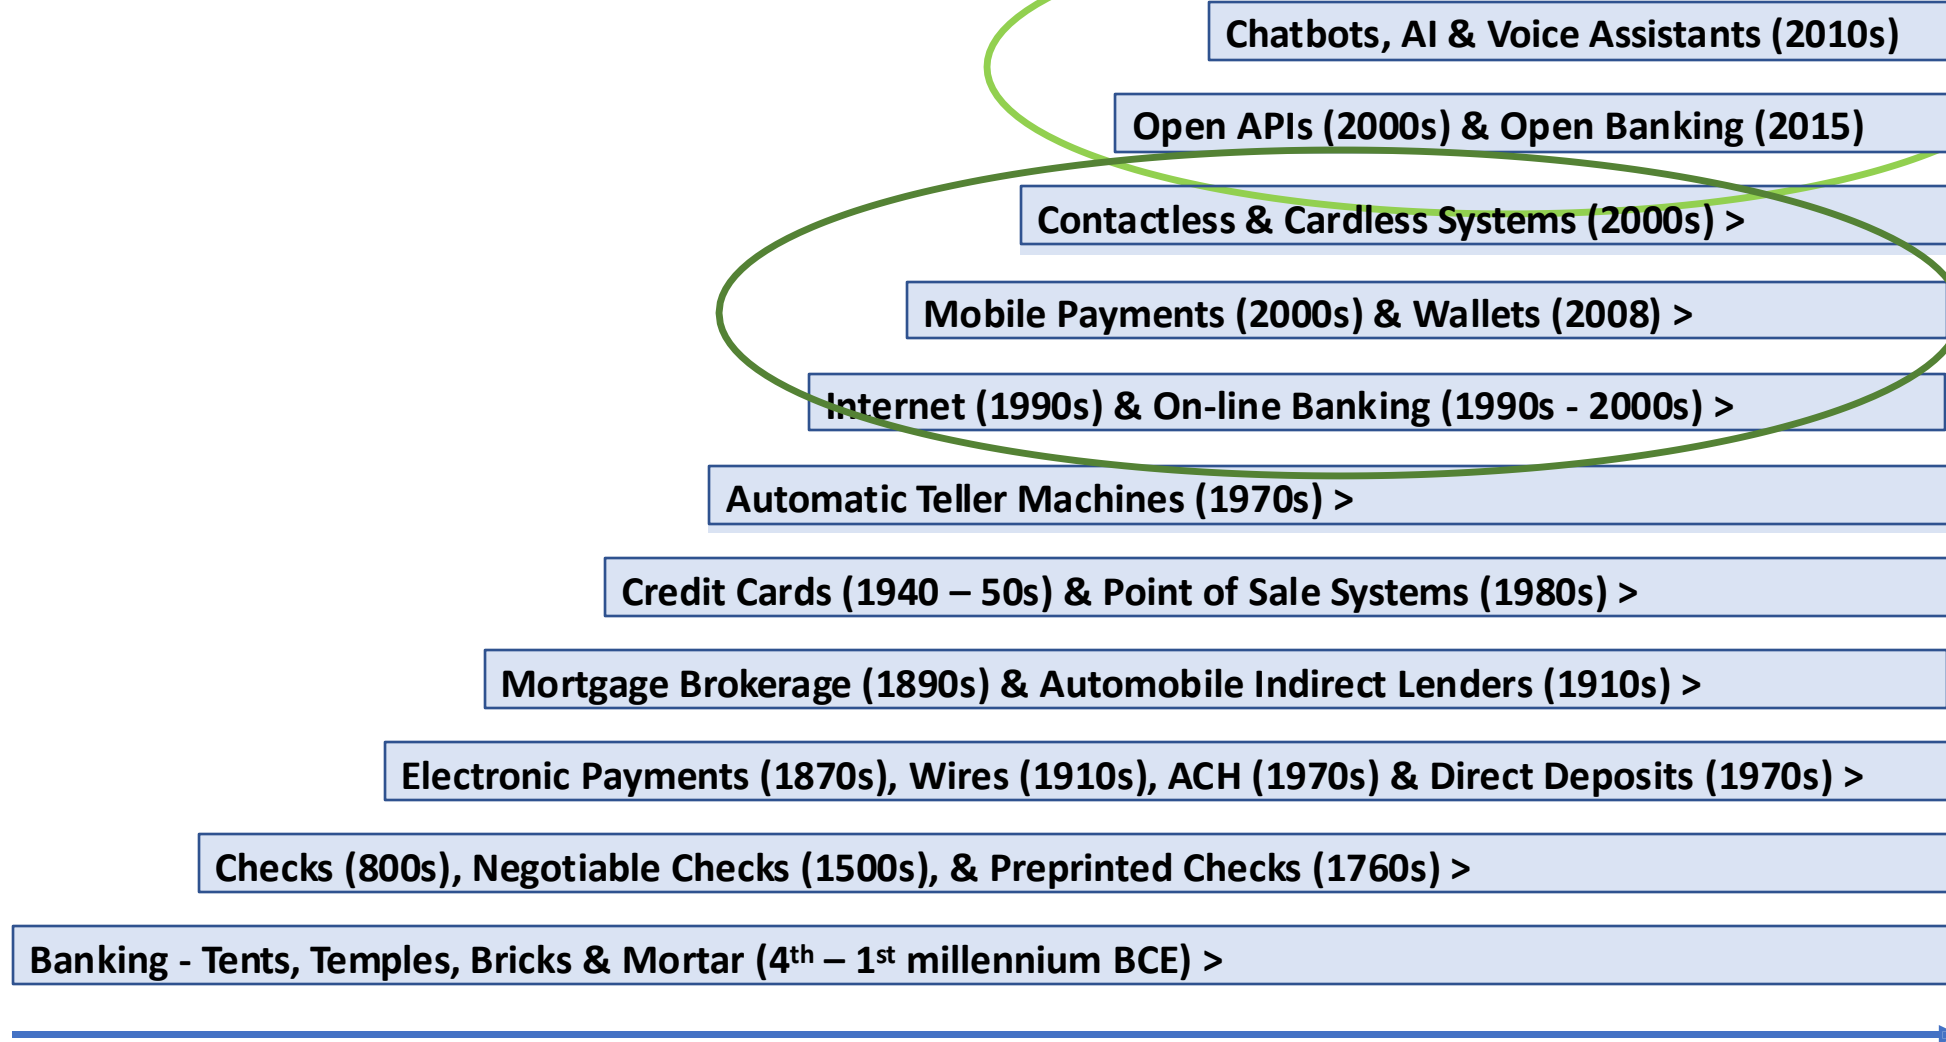 Chatbots, AI & Voice Assistants (2010s)
Open APIs (2000s) & Open Banking (2015)
Contactless & Cardless Systems (2000s) >
Mobile Payments (2000s) & Wallets (2008) >
Internet (1990s) & On-line Banking (1990s - 2000s) >
Automatic Teller Machines (1970s) >
Credit Cards (1940 – 50s) & Point of Sale Systems (1980s) >
Mortgage Brokerage (1890s) & Automobile Indirect Lenders (1910s) >
Electronic Payments (1870s), Wires (1910s), ACH (1970s) & Direct Deposits (1970s) >
Checks (800s), Negotiable Checks (1500s), & Preprinted Checks (1760s) >
Banking - Tents, Temples, Bricks & Mortar (4th – 1st millennium BCE) >